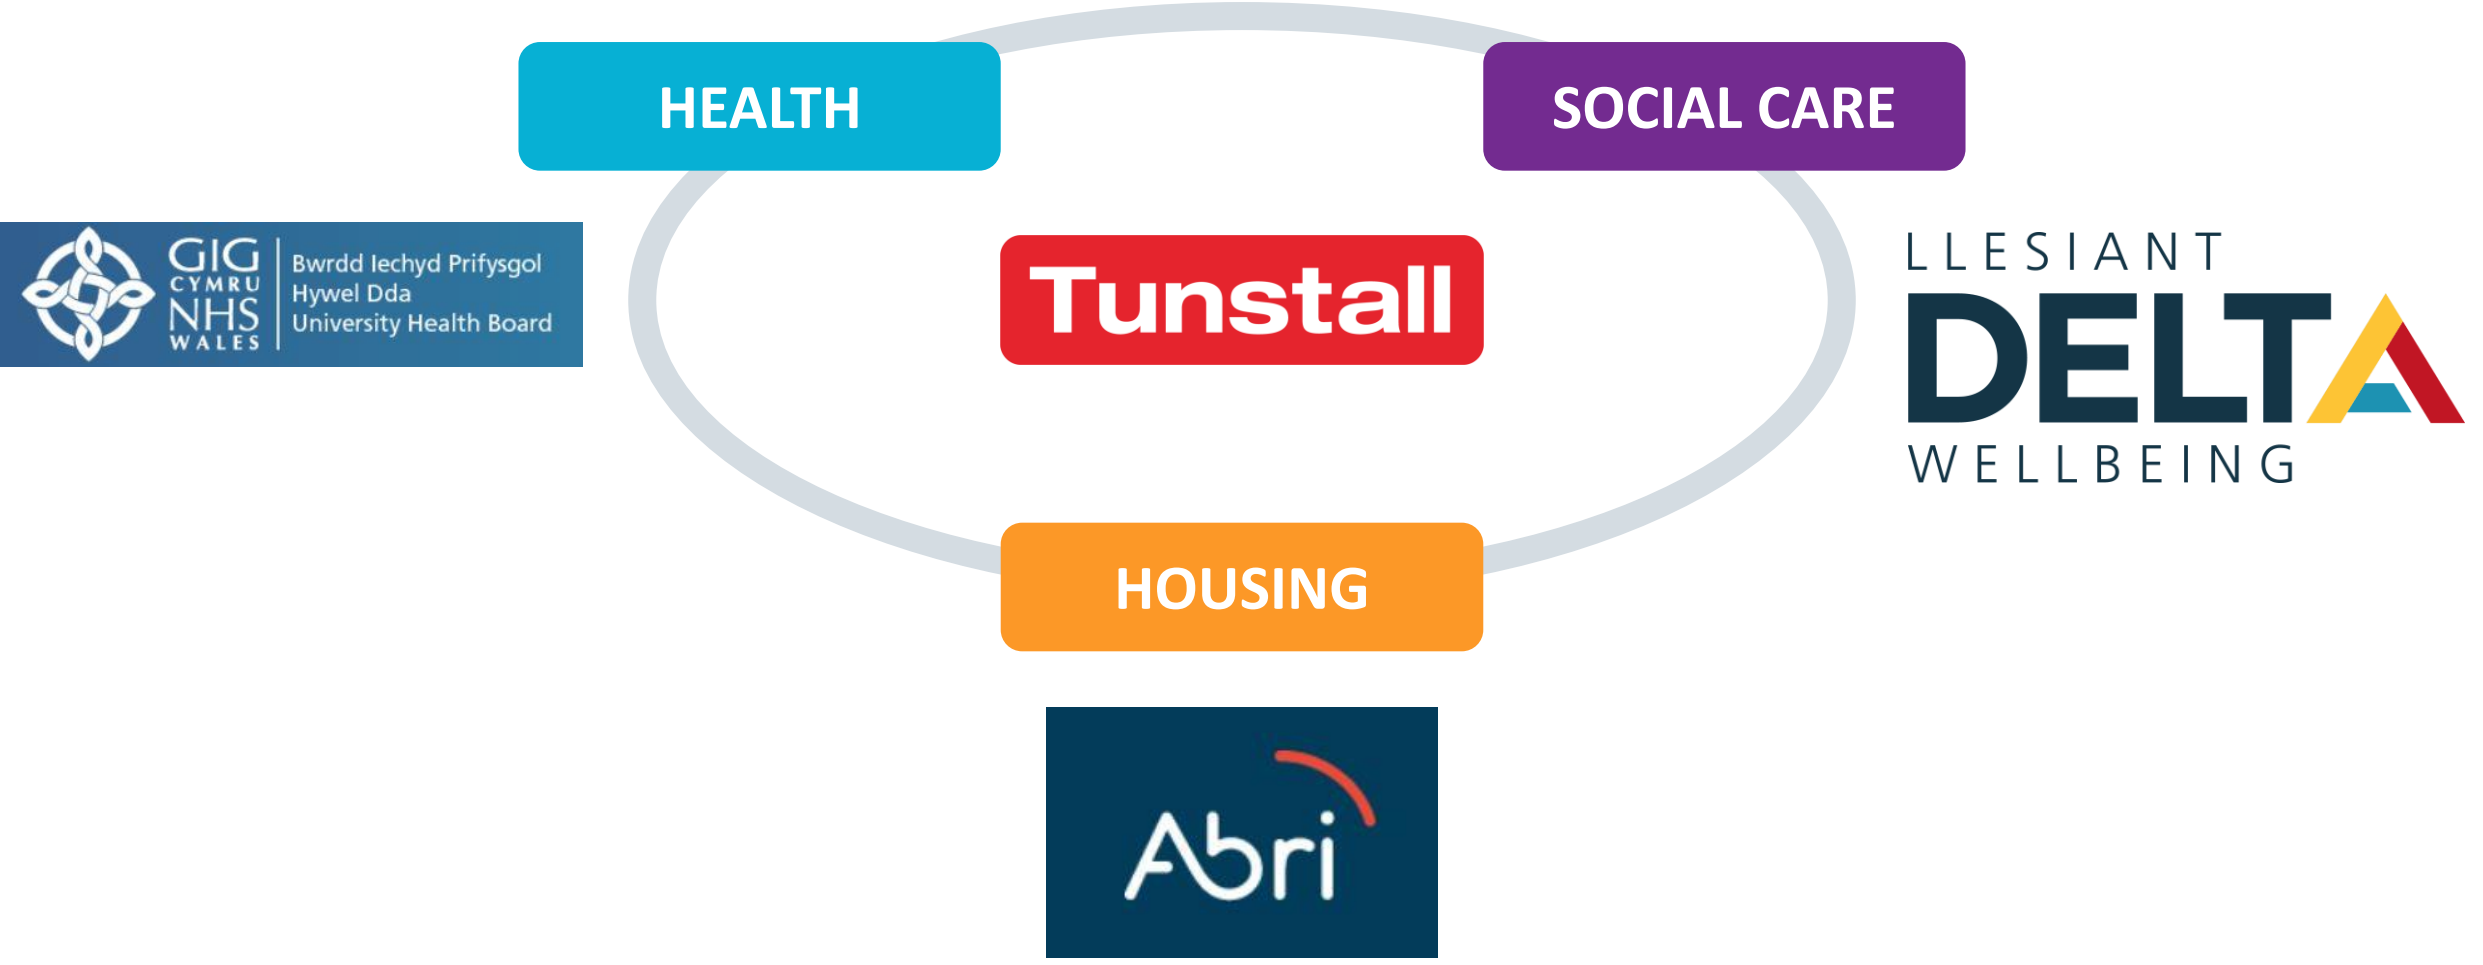 HEALTH
SOCIAL CARE
GIG
CYMRU
NHS
WALES
Bwrdd Iechyd Prifysgol
Hywel Dda
University Health Board
Tunstall
LLESIANT
DELTA
WELLBEING
HOUSING
Abri